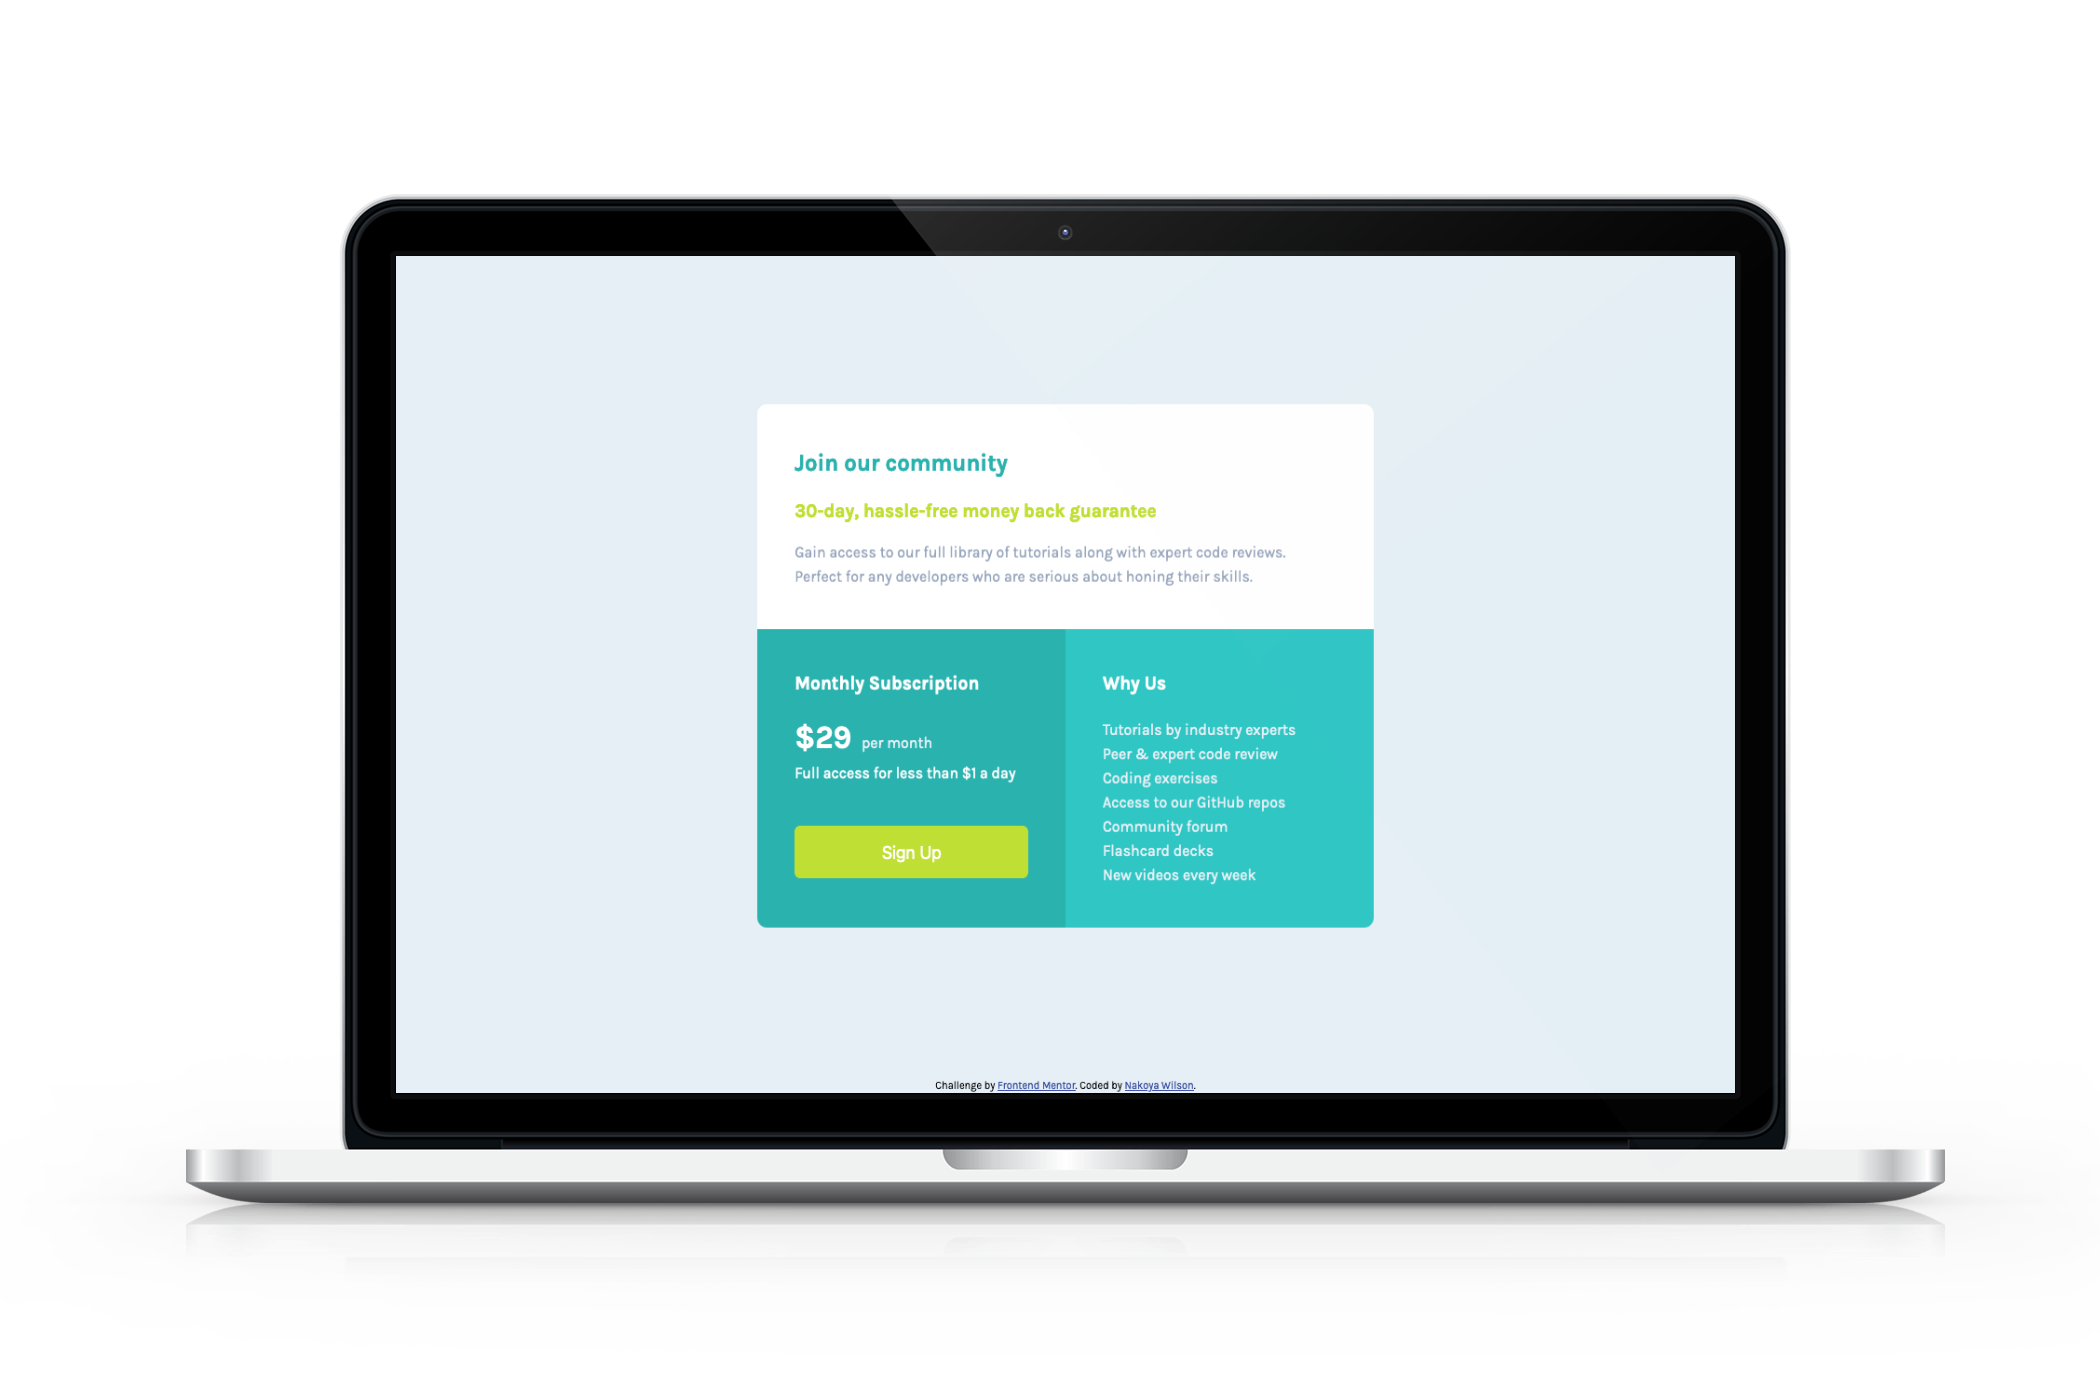 Join our community
30-day, hassle-free money back guarantee
Gain access to our full library of tutorials along with expert code reviews.
Perfect for any developers who are serious about honing their skills.
Monthly Subscription
$29 per month
Full access for less than $1 a day
Sign Up
Why Us
Tutorials by industry experts
Peer & expert code review
Coding exercises
Access to our GitHub repos
Community forum
Flashcard decks
New videos every week
Challenge by Frontend Mentor. Coded by Nakoya Wilson.